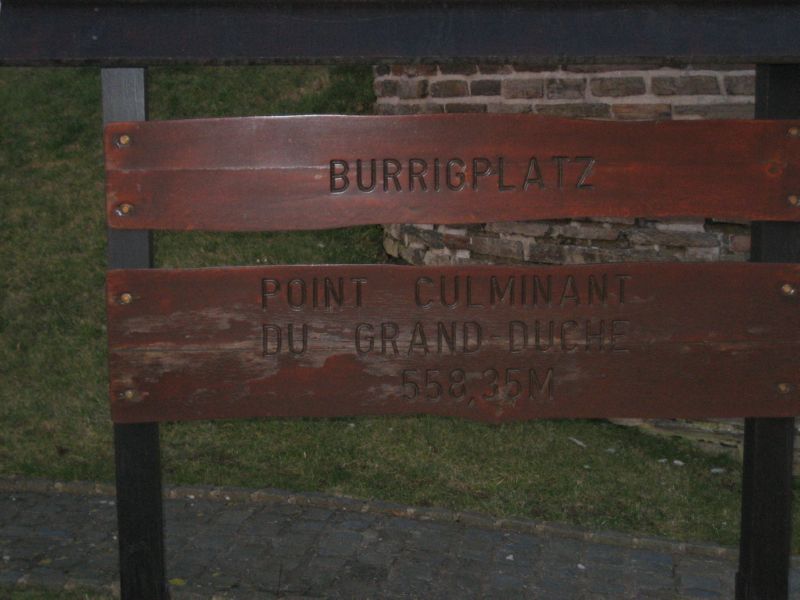 BURRIGPLATZ
POINT CULMINANT
DU GRAND-DUCHE
558,35M